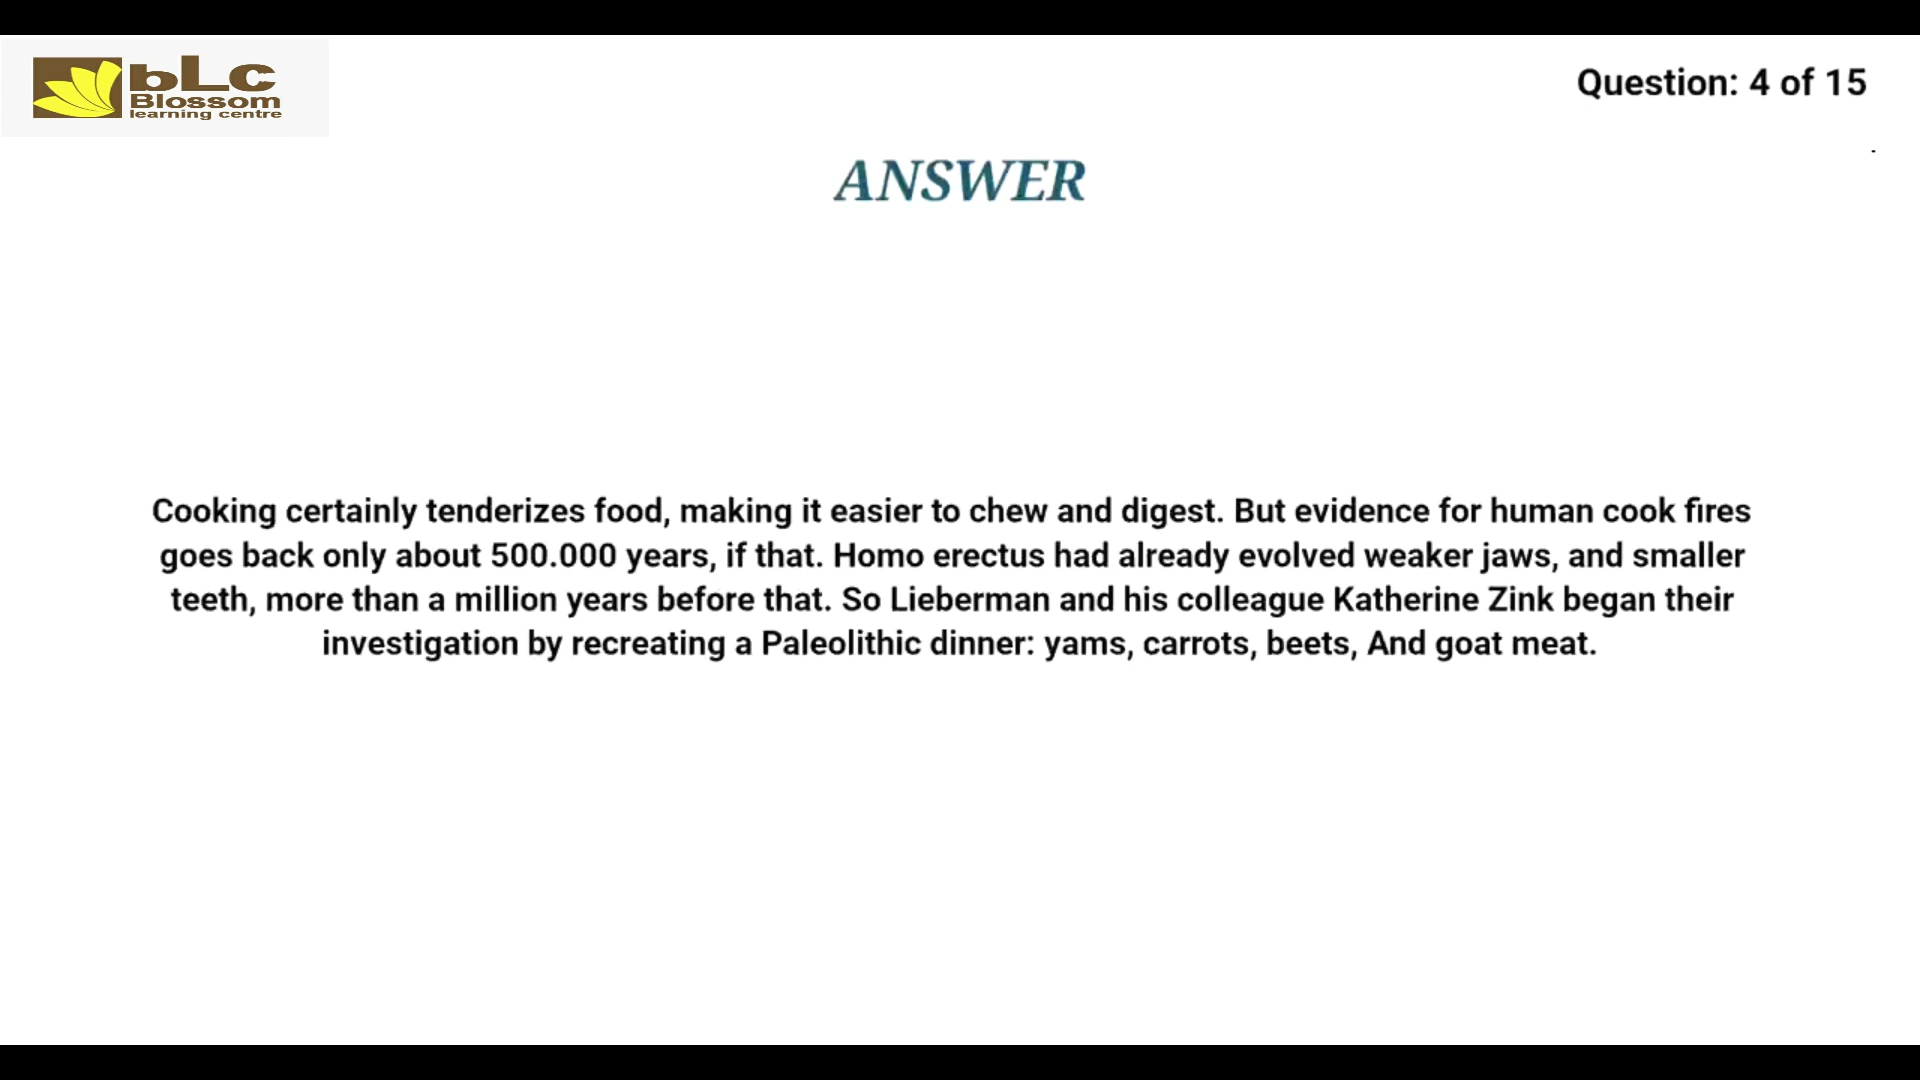 bLc
Blossom
learning centre
Question: 4 of 15
ANSWER
Cooking certainly tenderizes food, making it easier to chew and digest. But evidence for human cook fires
goes back only about 500.000 years, if that. Homo erectus had already evolved weaker jaws, and smaller
teeth, more than a million years before that. So Lieberman and his colleague Katherine Zink began their
investigation by recreating a Paleolithic dinner: yams, carrots, beets, And goat meat.